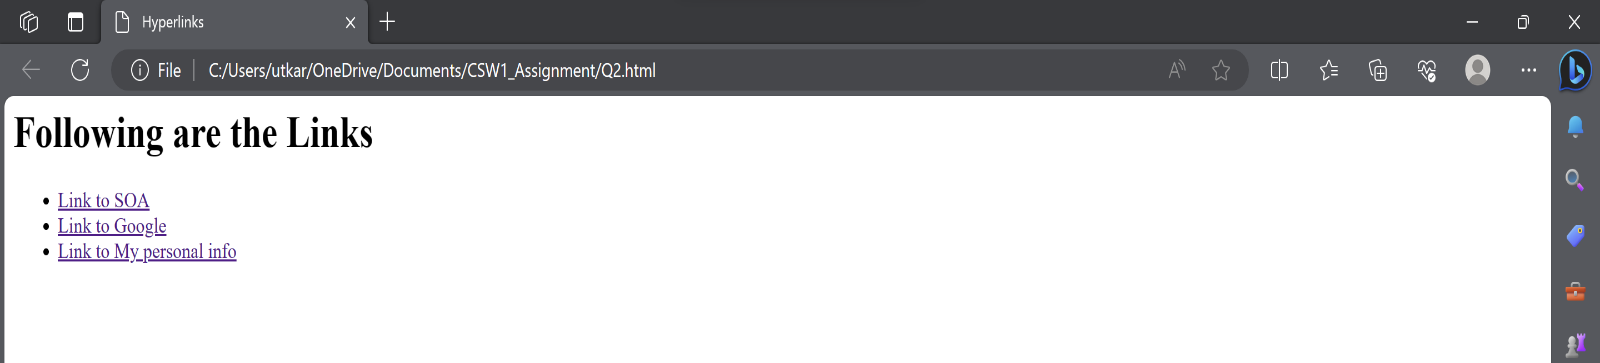 Hyperlinks
File C:/Users/utkar/OneDrive/Documents/CSW1_Assignment/Q2.html
Following are the Links
Link to SOA
Link to Google
Link to My personal info